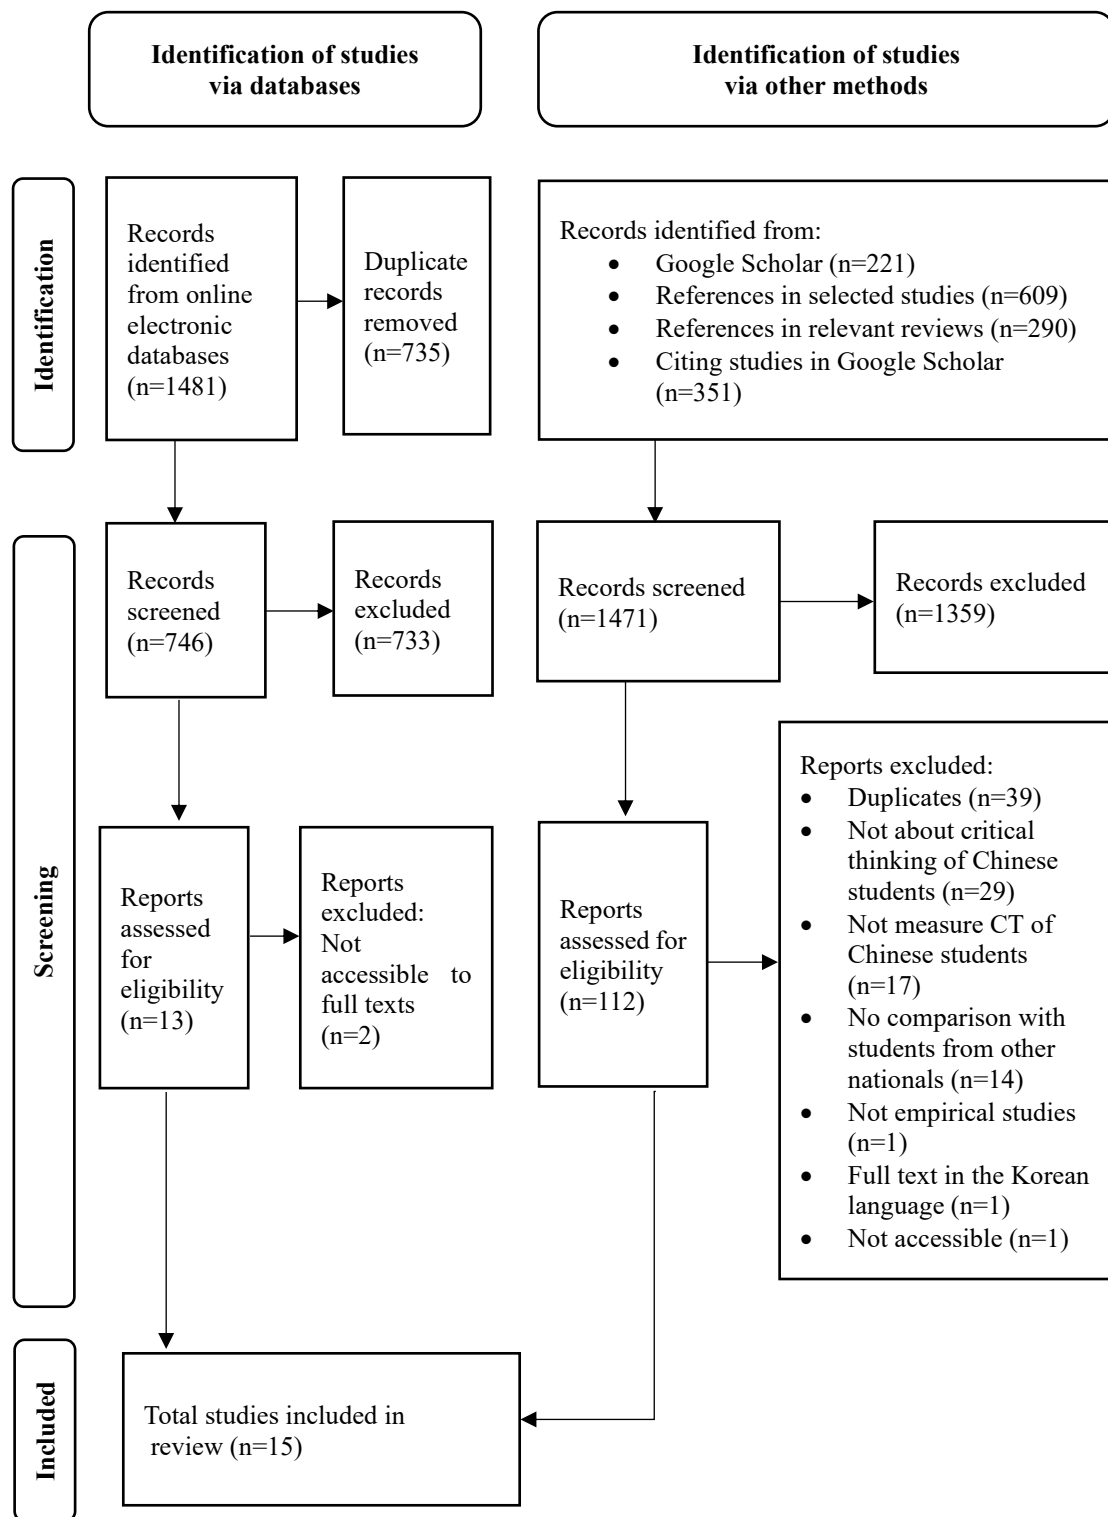 Identification of studies
via databases
Identification of studies
via other methods
Identification
Records
identified
from online
electronic
databases
(n=1481)
Duplicate
records
removed
(n=735)
Records identified from:
• Google Scholar (n=221)
• References in selected studies (n=609)
• References in relevant reviews (n=290)
• Citing studies in Google Scholar
(n=351)
Screening
Records
screened
(n=746)
Records
excluded
(n=733)
Records screened
(n=1471)
Records excluded
(n=1359)
Reports
assessed
for
eligibility
(n=13)
Reports
excluded:
Not
accessible to
full texts
(n=2)
Reports
assessed for
eligibility
(n=112)
Reports excluded:
• Duplicates (n=39)
• Not about critical
thinking of Chinese
students (n=29)
• Not measure CT of
Chinese students
(n=17)
• No comparison with
students from other
nationals (n=14)
• Not empirical studies
(n=1)
• Full text in the Korean
language (n=1)
• Not accessible (n=1)
Included
Total studies included in
review (n=15)